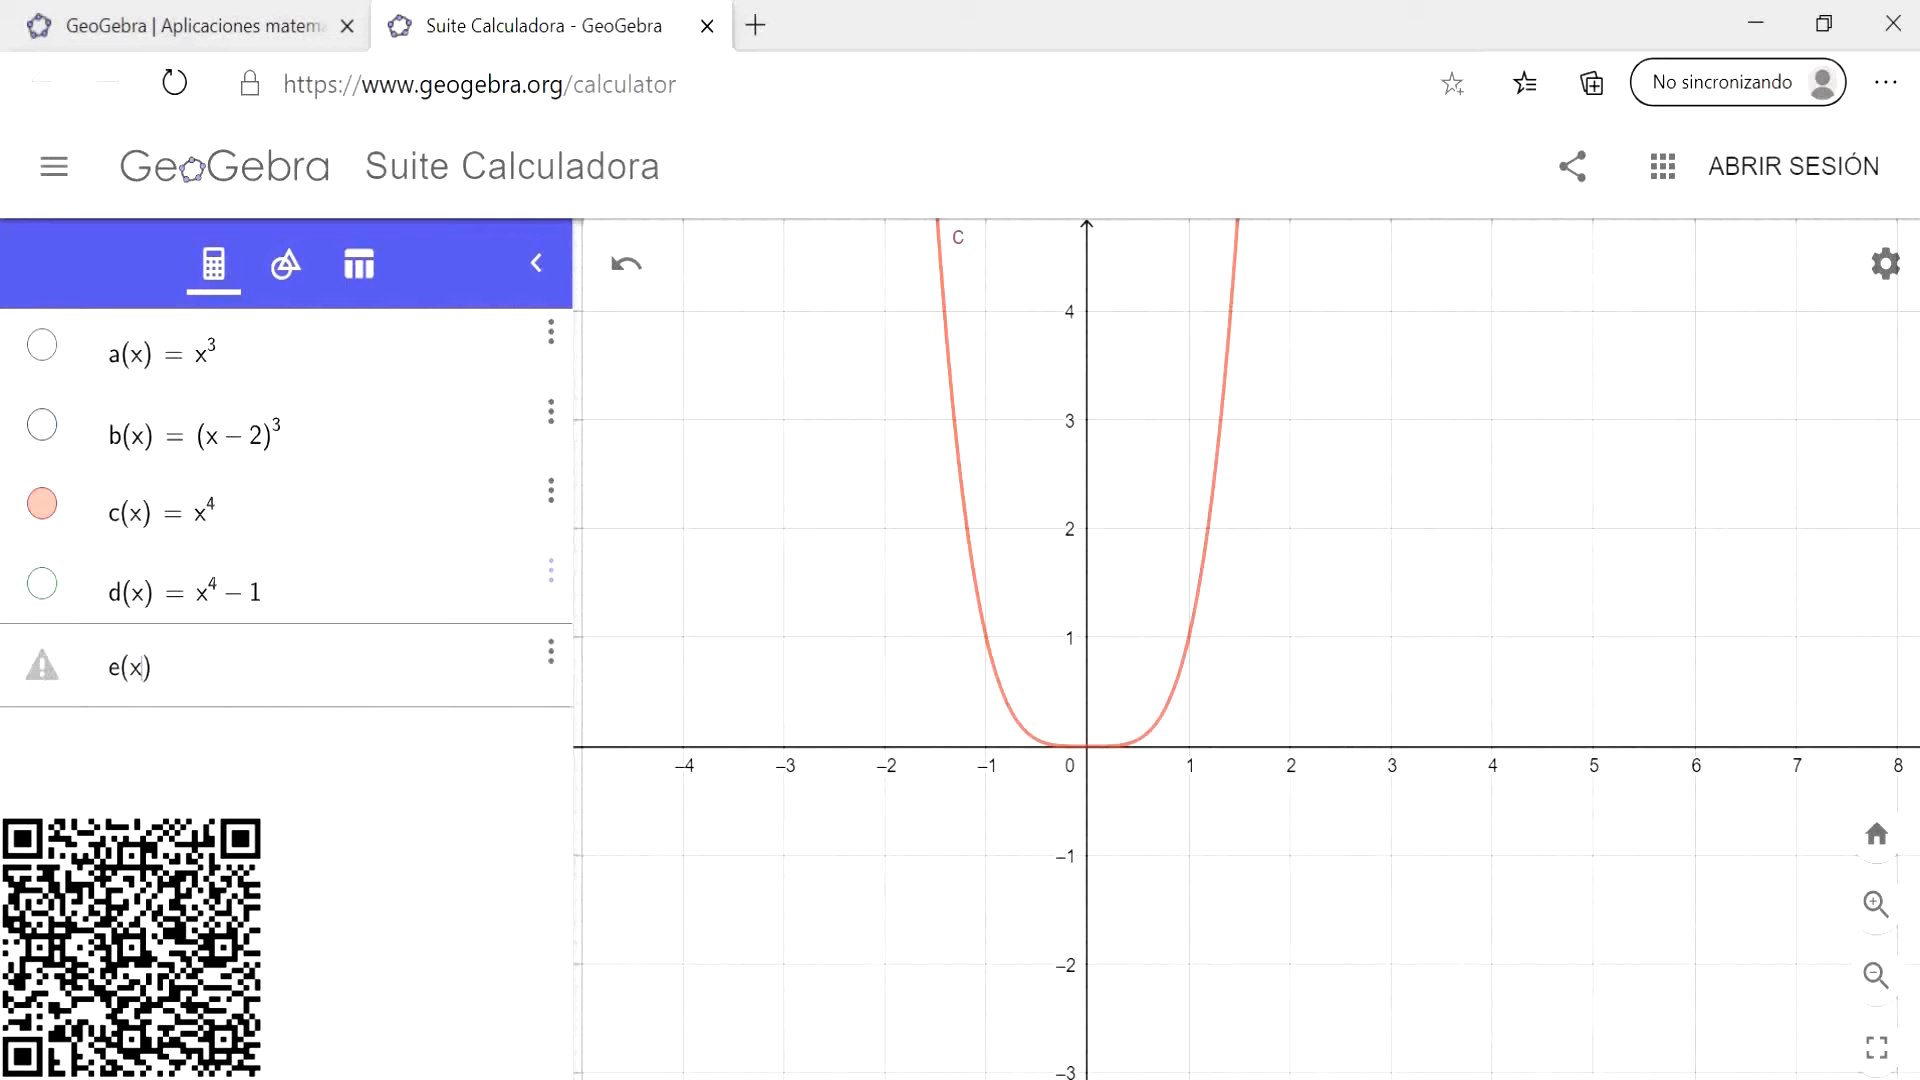 GeoGebra | Aplicaciones matem
Suite Calculadora - GeoGebra
https://www.geogebra.org/calculator
No sincronizando
GeoGebra Suite Calculadora
ABRIR SESIÓN
a(x) = x³
b(x) = (x − 2)³
c(x) = x⁴
d(x) = x⁴ − 1
e(x)
c
4
3
2
1
−4 −3 −2 −1 0 1 2 3 4 5 6 7 8
−1
−2
−3